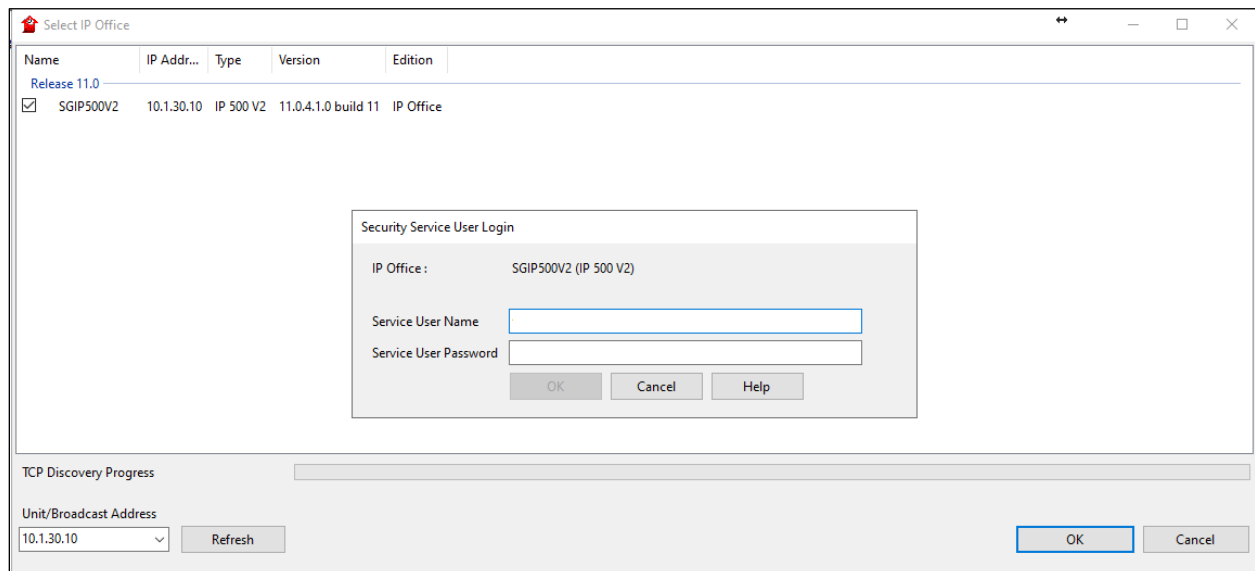 Select IP Office
Name IP Addr... Type Version Edition
Release 11.0
SGIP500V2 10.1.30.10 IP 500 V2 11.0.4.1.0 build 11 IP Office
Security Service User Login
IP Office : SGIP500V2 (IP 500 V2)
Service User Name
Service User Password
OK Cancel Help
TCP Discovery Progress
Unit/Broadcast Address
10.1.30.10 Refresh OK Cancel